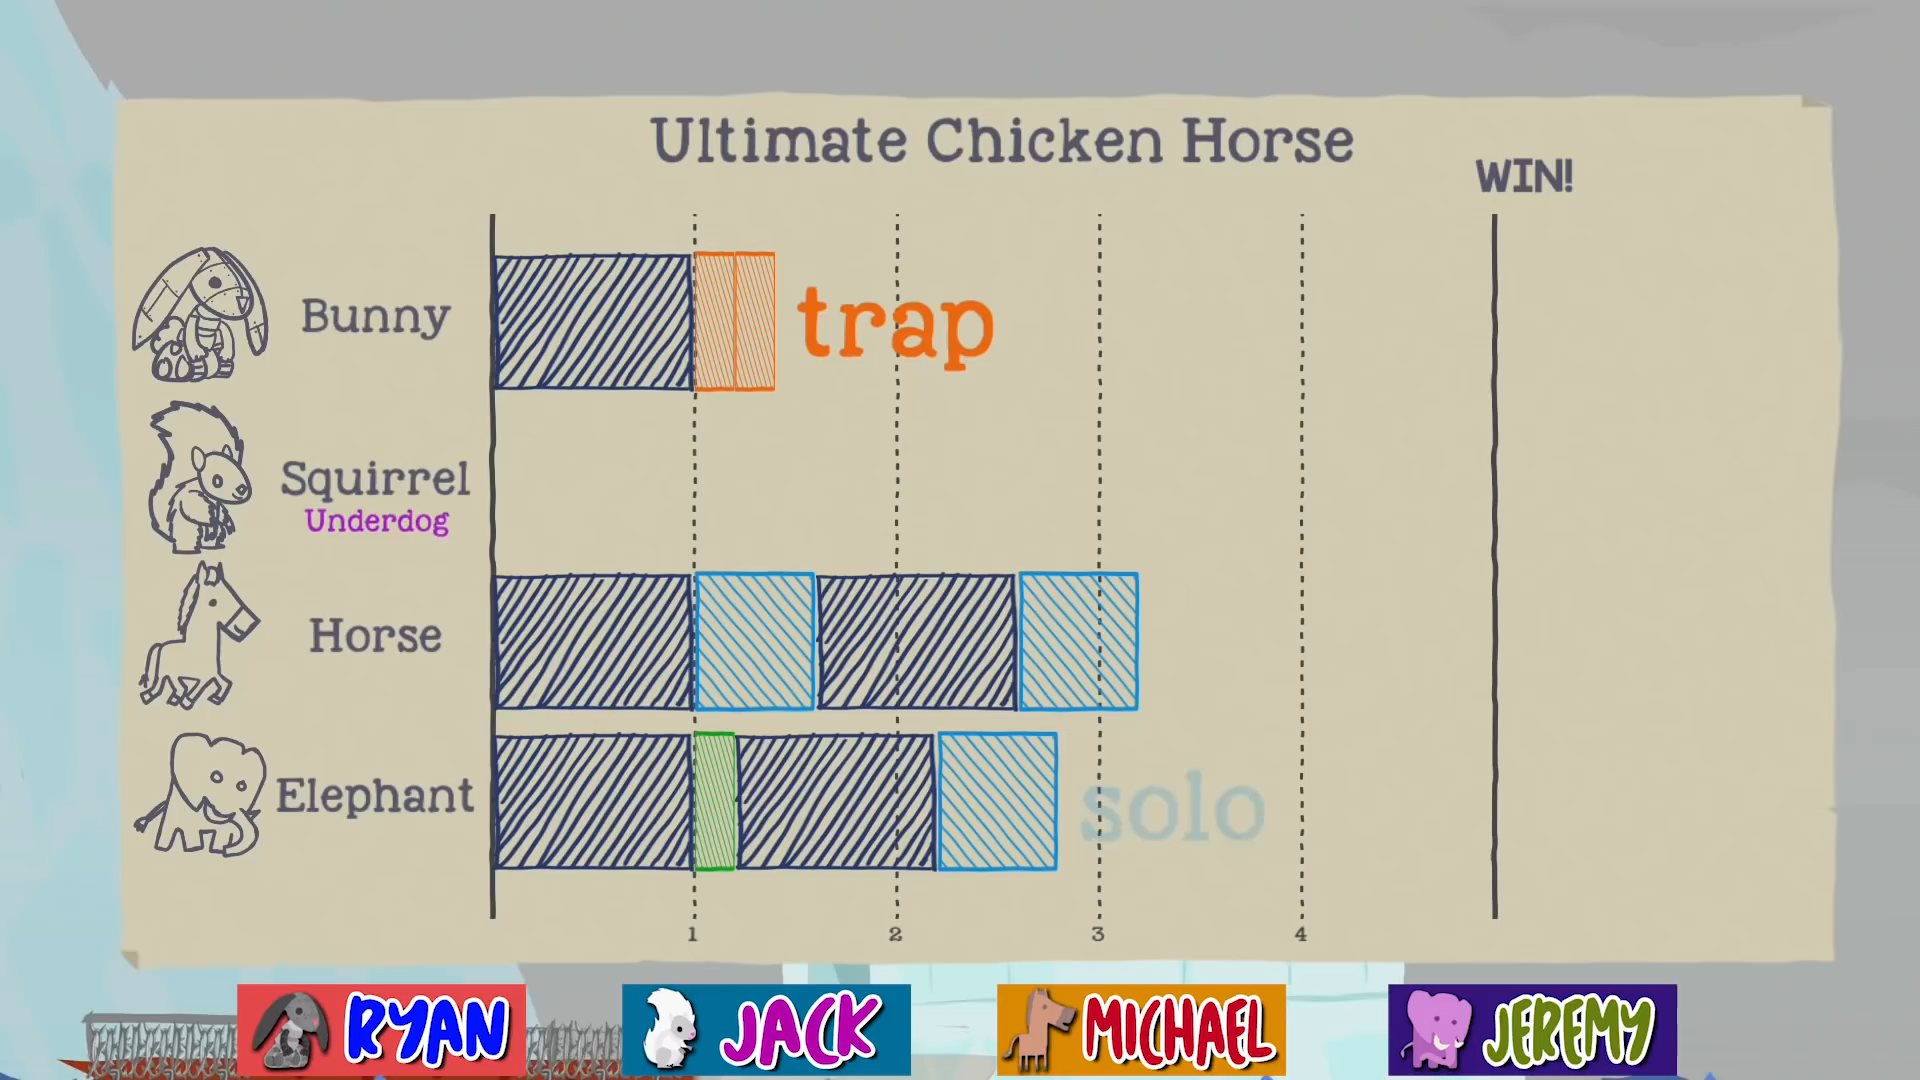 Ultimate Chicken Horse
WIN!
Bunny
trap
Squirrel
Underdog
Horse
Elephant
solo
1 2 3 4
RYAN
JACK
MICHAEL
JEREMY